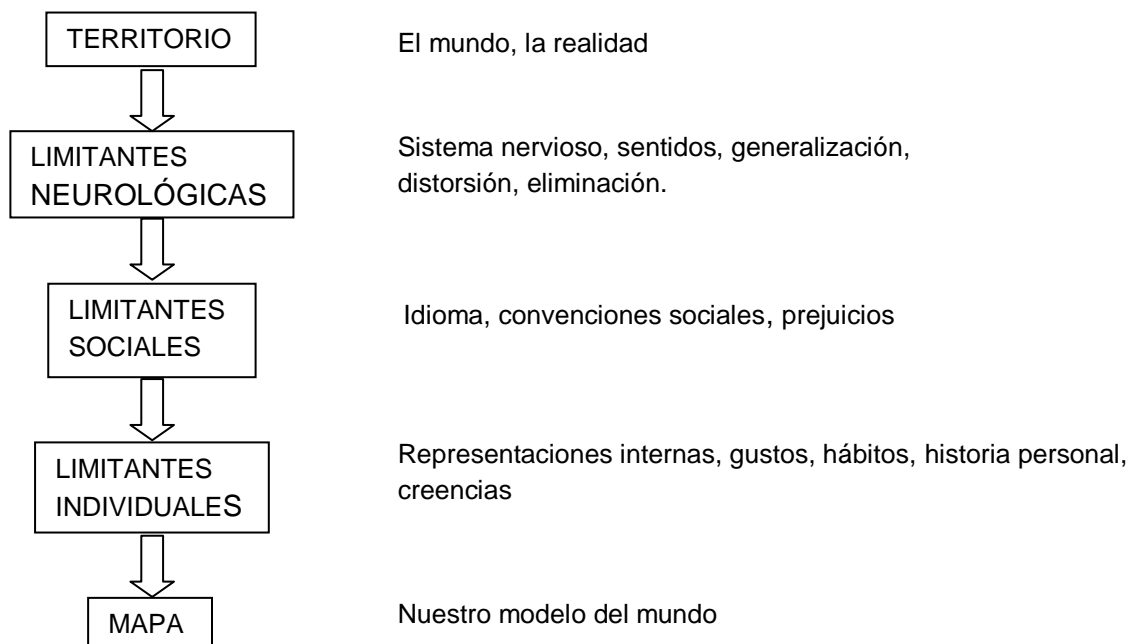 TERRITORIO
El mundo, la realidad
LIMITANTES
NEUROLÓGICAS
Sistema nervioso, sentidos, generalización,
distorsión, eliminación.
LIMITANTES
SOCIALES
Idioma, convenciones sociales, prejuicios
LIMITANTES
INDIVIDUALES
Representaciones internas, gustos, hábitos, historia personal,
creencias
MAPA
Nuestro modelo del mundo